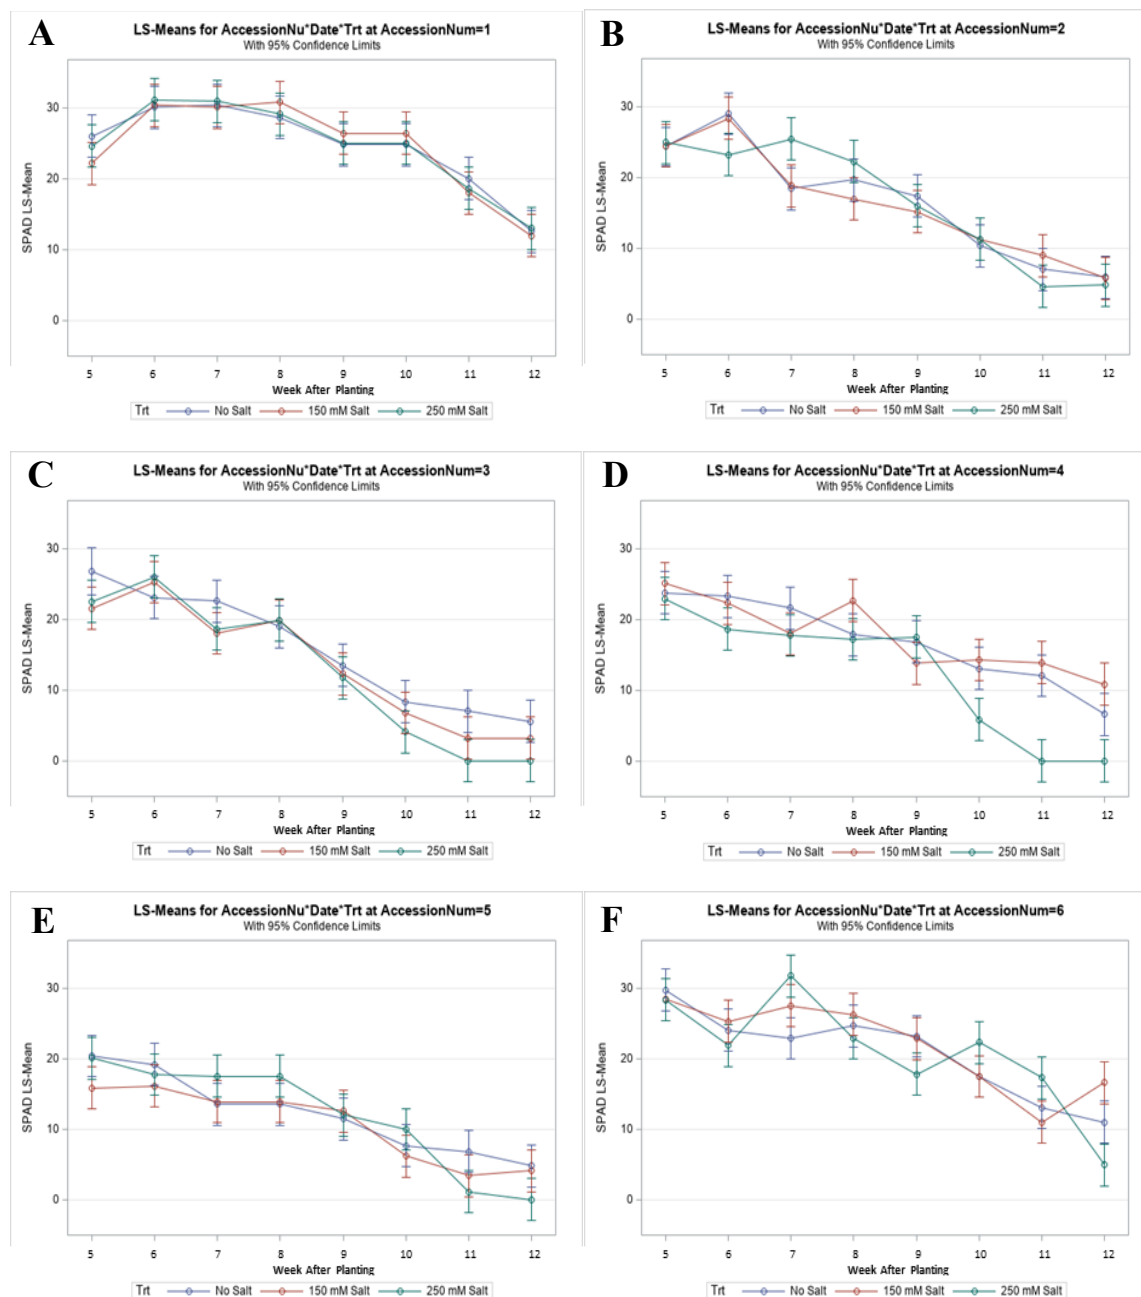 A
LS-Means for AccessionNu*Date*Trt at AccessionNum=1
With 95% Confidence Limits
SPAD LS-Mean
30
20
10
0
5 6 7 8 9 10 11 12
Week After Planting
Trt No Salt 150 mM Salt 250 mM Salt
B
LS-Means for AccessionNu*Date*Trt at AccessionNum=2
With 95% Confidence Limits
SPAD LS-Mean
30
20
10
0
5 6 7 8 9 10 11 12
Week After Planting
Trt No Salt 150 mM Salt 250 mM Salt
C
LS-Means for AccessionNu*Date*Trt at AccessionNum=3
With 95% Confidence Limits
SPAD LS-Mean
30
20
10
0
5 6 7 8 9 10 11 12
Week After Planting
Trt No Salt 150 mM Salt 250 mM Salt
D
LS-Means for AccessionNu*Date*Trt at AccessionNum=4
With 95% Confidence Limits
SPAD LS-Mean
30
20
10
0
5 6 7 8 9 10 11 12
Week After Planting
Trt No Salt 150 mM Salt 250 mM Salt
E
LS-Means for AccessionNu*Date*Trt at AccessionNum=5
With 95% Confidence Limits
SPAD LS-Mean
30
20
10
0
5 6 7 8 9 10 11 12
Week After Planting
Trt No Salt 150 mM Salt 250 mM Salt
F
LS-Means for AccessionNu*Date*Trt at AccessionNum=6
With 95% Confidence Limits
SPAD LS-Mean
30
20
10
0
5 6 7 8 9 10 11 12
Week After Planting
Trt No Salt 150 mM Salt 250 mM Salt